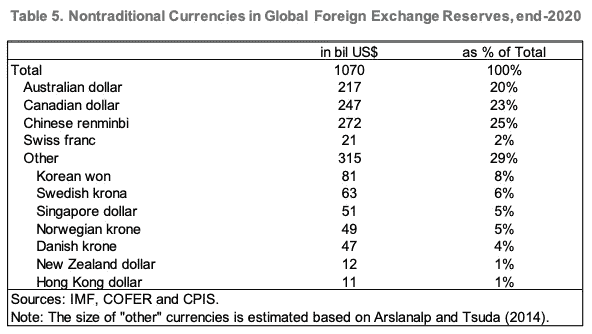 Table 5. Nontraditional Currencies in Global Foreign Exchange Reserves, end-2020
in bil US$ as % of Total
Total 1070 100%
Australian dollar 217 20%
Canadian dollar 247 23%
Chinese renminbi 272 25%
Swiss franc 21 2%
Other 315 29%
Korean won 81 8%
Swedish krona 63 6%
Singapore dollar 51 5%
Norwegian krone 49 5%
Danish krone 47 4%
New Zealand dollar 12 1%
Hong Kong dollar 11 1%
Sources: IMF, COFER and CPIS.
Note: The size of "other" currencies is estimated based on Arslanalp and Tsuda (2014).